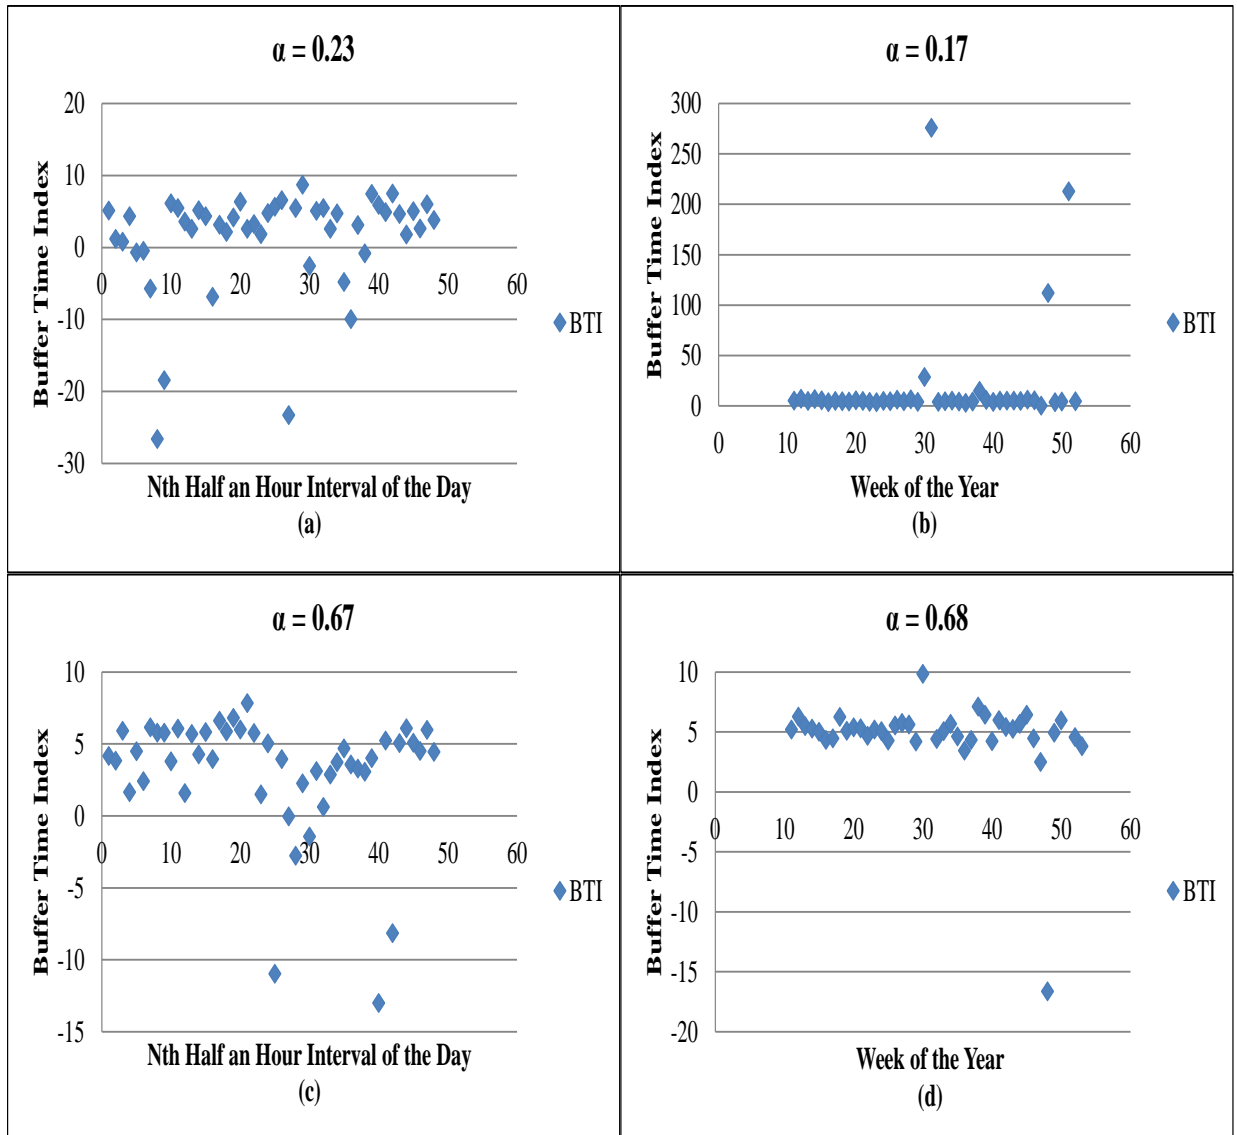 α = 0.23
20
10
0
-10
-20
-30
0 10 20 30 40 50 60
Buffer Time Index
BTI
Nth Half an Hour Interval of the Day
(a)
α = 0.17
300
250
200
150
100
50
0
0 10 20 30 40 50 60
Buffer Time Index
BTI
Week of the Year
(b)
α = 0.67
10
5
0
-5
-10
-15
0 10 20 30 40 50 60
Buffer Time Index
BTI
Nth Half an Hour Interval of the Day
(c)
α = 0.68
10
5
0
-5
-10
-15
-20
0 10 20 30 40 50 60
Buffer Time Index
BTI
Week of the Year
(d)